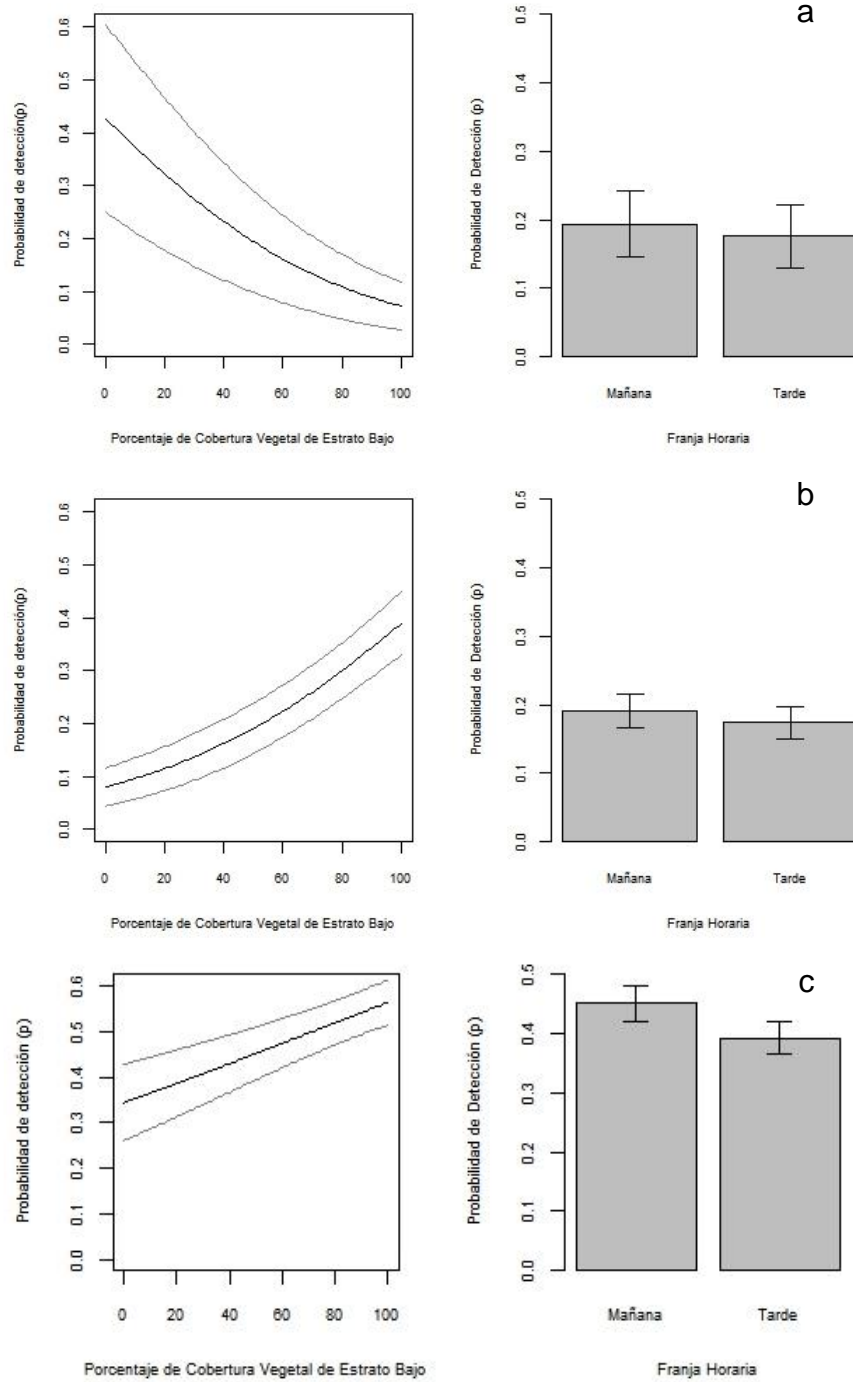 a
Probabilidad de detección(p)
0.0 0.1 0.2 0.3 0.4 0.5 0.6
0 20 40 60 80 100
Porcentaje de Cobertura Vegetal de Estrato Bajo
Probabilidad de Detección (p)
0.0 0.1 0.2 0.3 0.4 0.5
Mañana Tarde
Franja Horaria
b
Probabilidad de detección(p)
0.0 0.1 0.2 0.3 0.4 0.5 0.6
0 20 40 60 80 100
Porcentaje de Cobertura Vegetal de Estrato Bajo
Probabilidad de Detección (p)
0.0 0.1 0.2 0.3 0.4 0.5
Mañana Tarde
Franja Horaria
c
Probabilidad de detección (p)
0.0 0.1 0.2 0.3 0.4 0.5 0.6
0 20 40 60 80 100
Porcentaje de Cobertura Vegetal de Estrato Bajo
Probabilidad de Detección (p)
0.0 0.1 0.2 0.3 0.4 0.5
Mañana Tarde
Franja Horaria